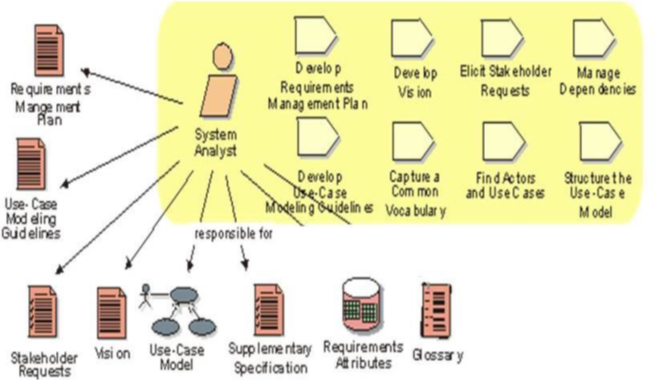 Requirements
Mangement
Plan
Use-Case
Modeling
Guidelines
System
Analyst
Develop
Requirements
Management Plan
Develop
Vision
Elicit Stakeholder
Requests
Manage
Dependencies
Develop
Use-Case
Modeling Guidelines
Capture a
Common
Vocabulary
Find Actors
and Use Cases
Structure the
Use-Case
Model
responsible for
Stakeholder
Requests
Vision
Use-Case
Model
Supplementary
Specification
Requirements
Attributes
Glossary